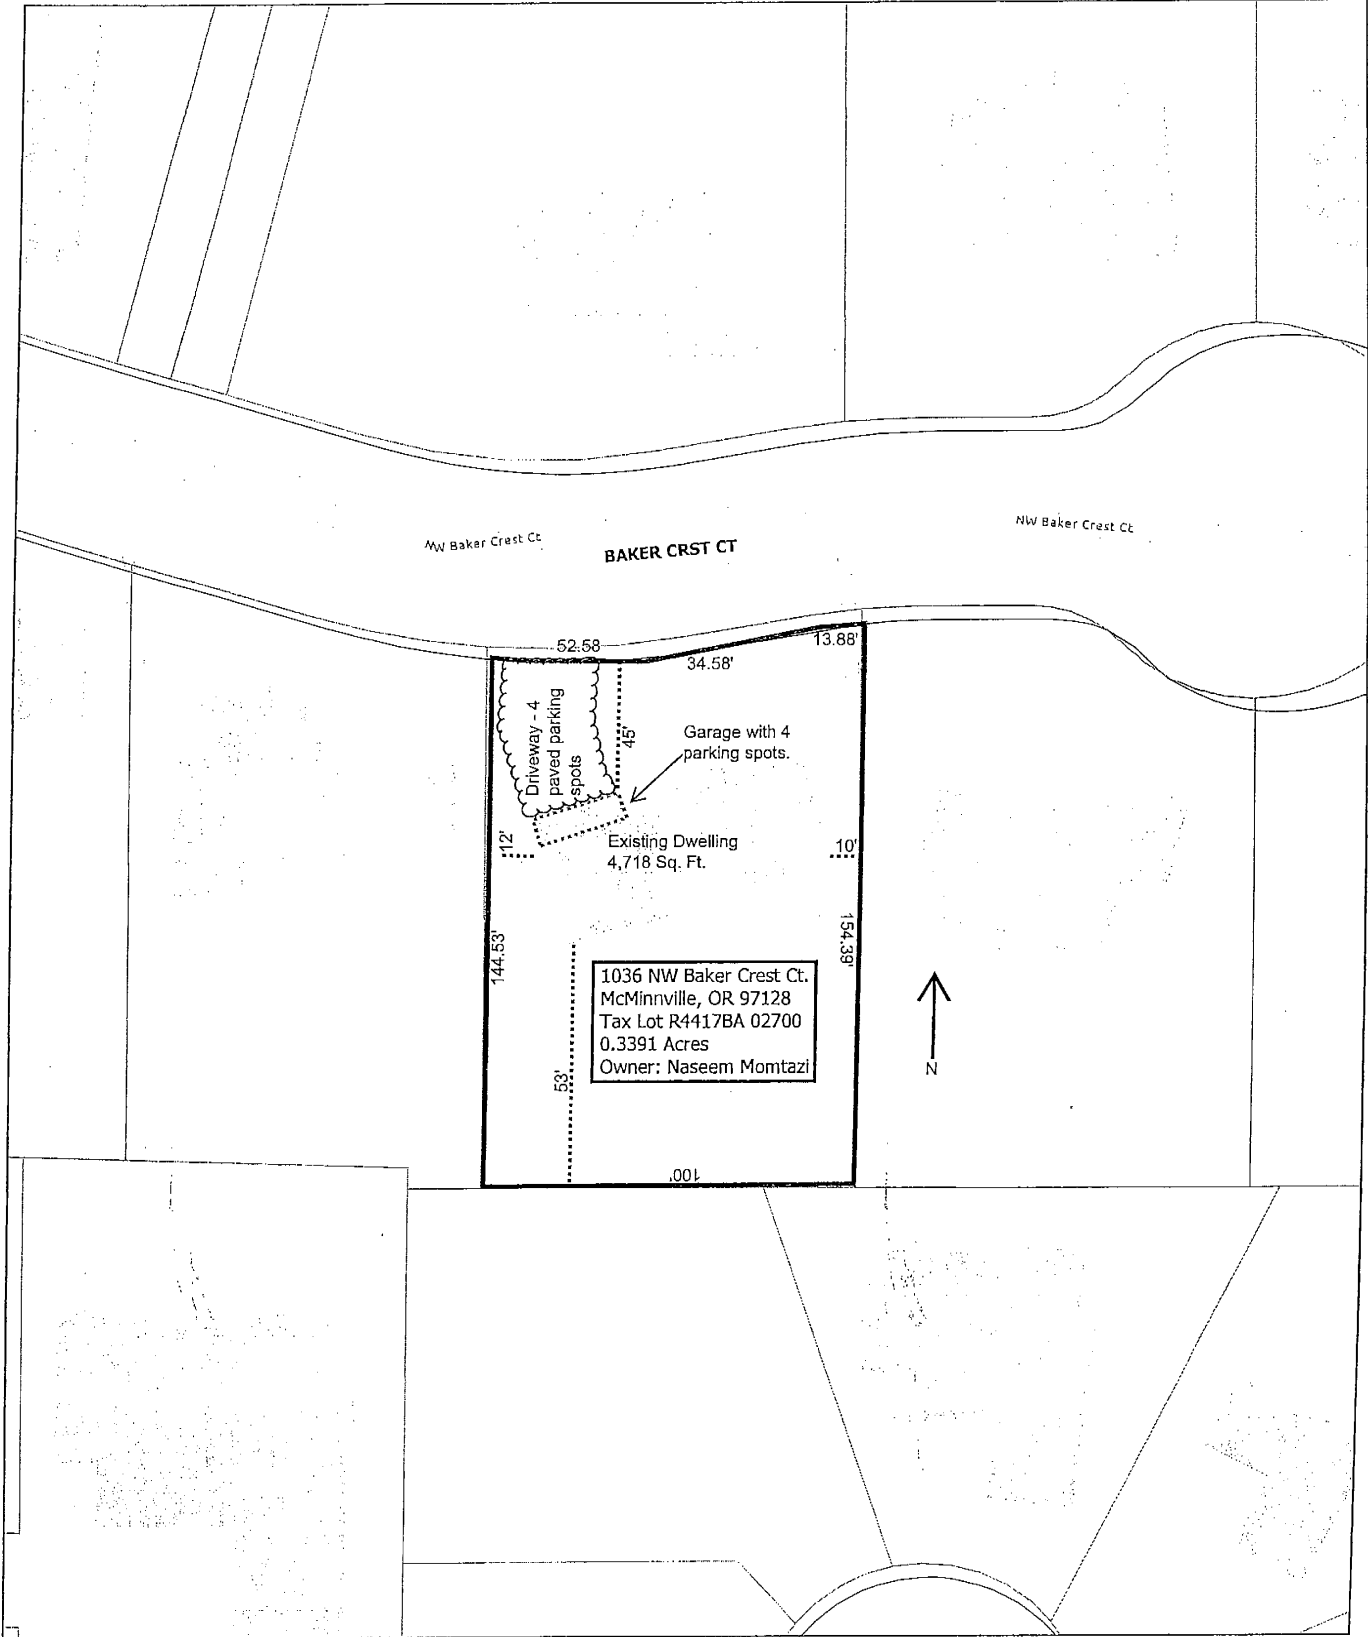 NW Baker Crest Ct
BAKER CRST CT
NW Baker Crest Ct
52.58
34.58'
13.88'
Driveway - 4
paved parking
spots
45'
Garage with 4
parking spots.
12'
Existing Dwelling
4,718 Sq. Ft.
10'
144.53'
154.39'
1036 NW Baker Crest Ct.
McMinnville, OR 97128
Tax Lot R4417BA 02700
0.3391 Acres
Owner: Naseem Momtazi
N
53'
100'